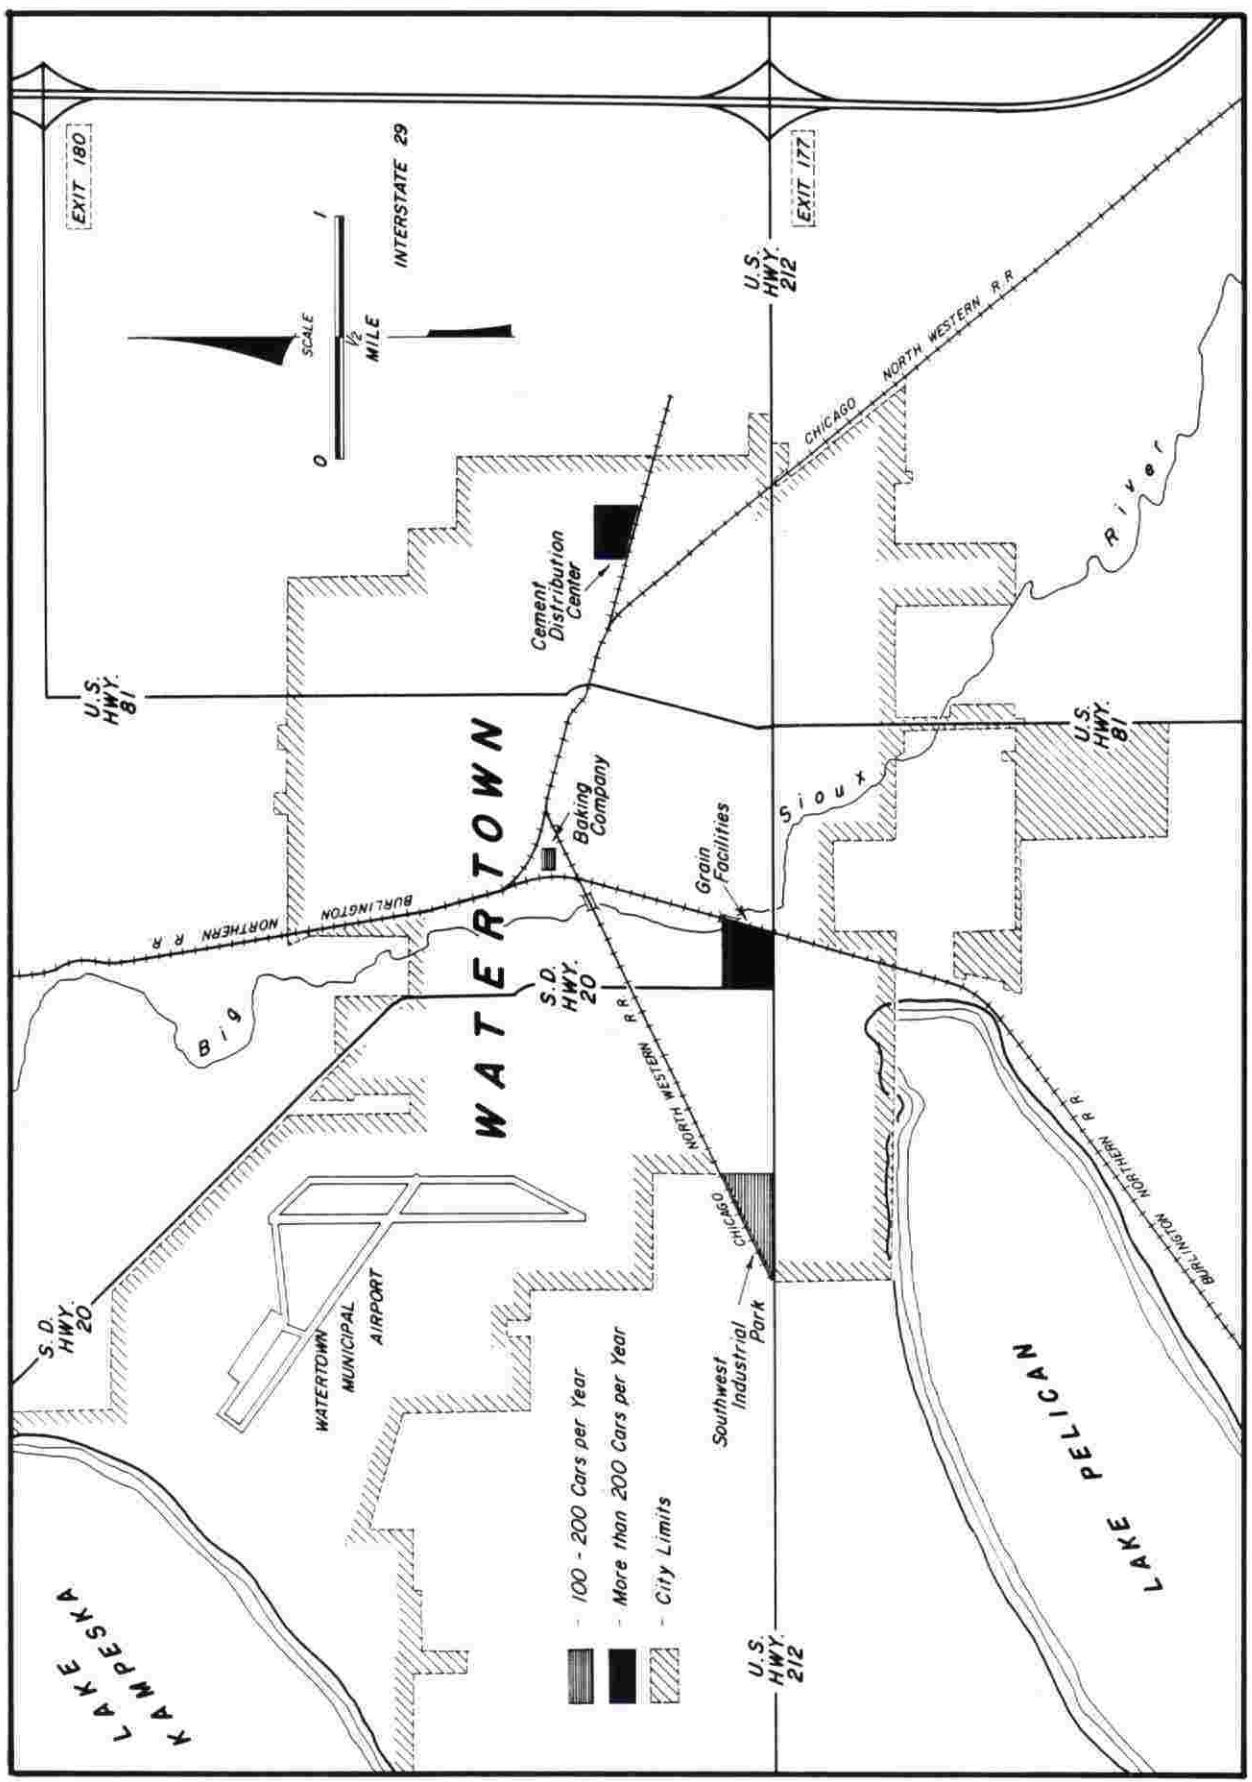 EXIT 180
EXIT 177
INTERSTATE 29
SCALE
0
1/2
1
MILE
U.S.
HWY.
81
U.S.
HWY.
212
CHICAGO NORTH WESTERN R.R
Cement
Distribution
Center
WATERTOWN
Baking
Company
Grain
Facilities
Big
Sioux
River
U.S.
HWY.
81
BURLINGTON NORTHERN R R
S.D.
HWY.
20
CHICAGO NORTH WESTERN R R
S.D.
HWY.
20
WATERTOWN
MUNICIPAL
AIRPORT
Southwest
Industrial
Park
BURLINGTON NORTHERN R R
LAKE
KAMPESKA
LAKE PELICAN
- 100 - 200 Cars per Year
- More than 200 Cars per Year
- City Limits
U.S.
HWY.
212